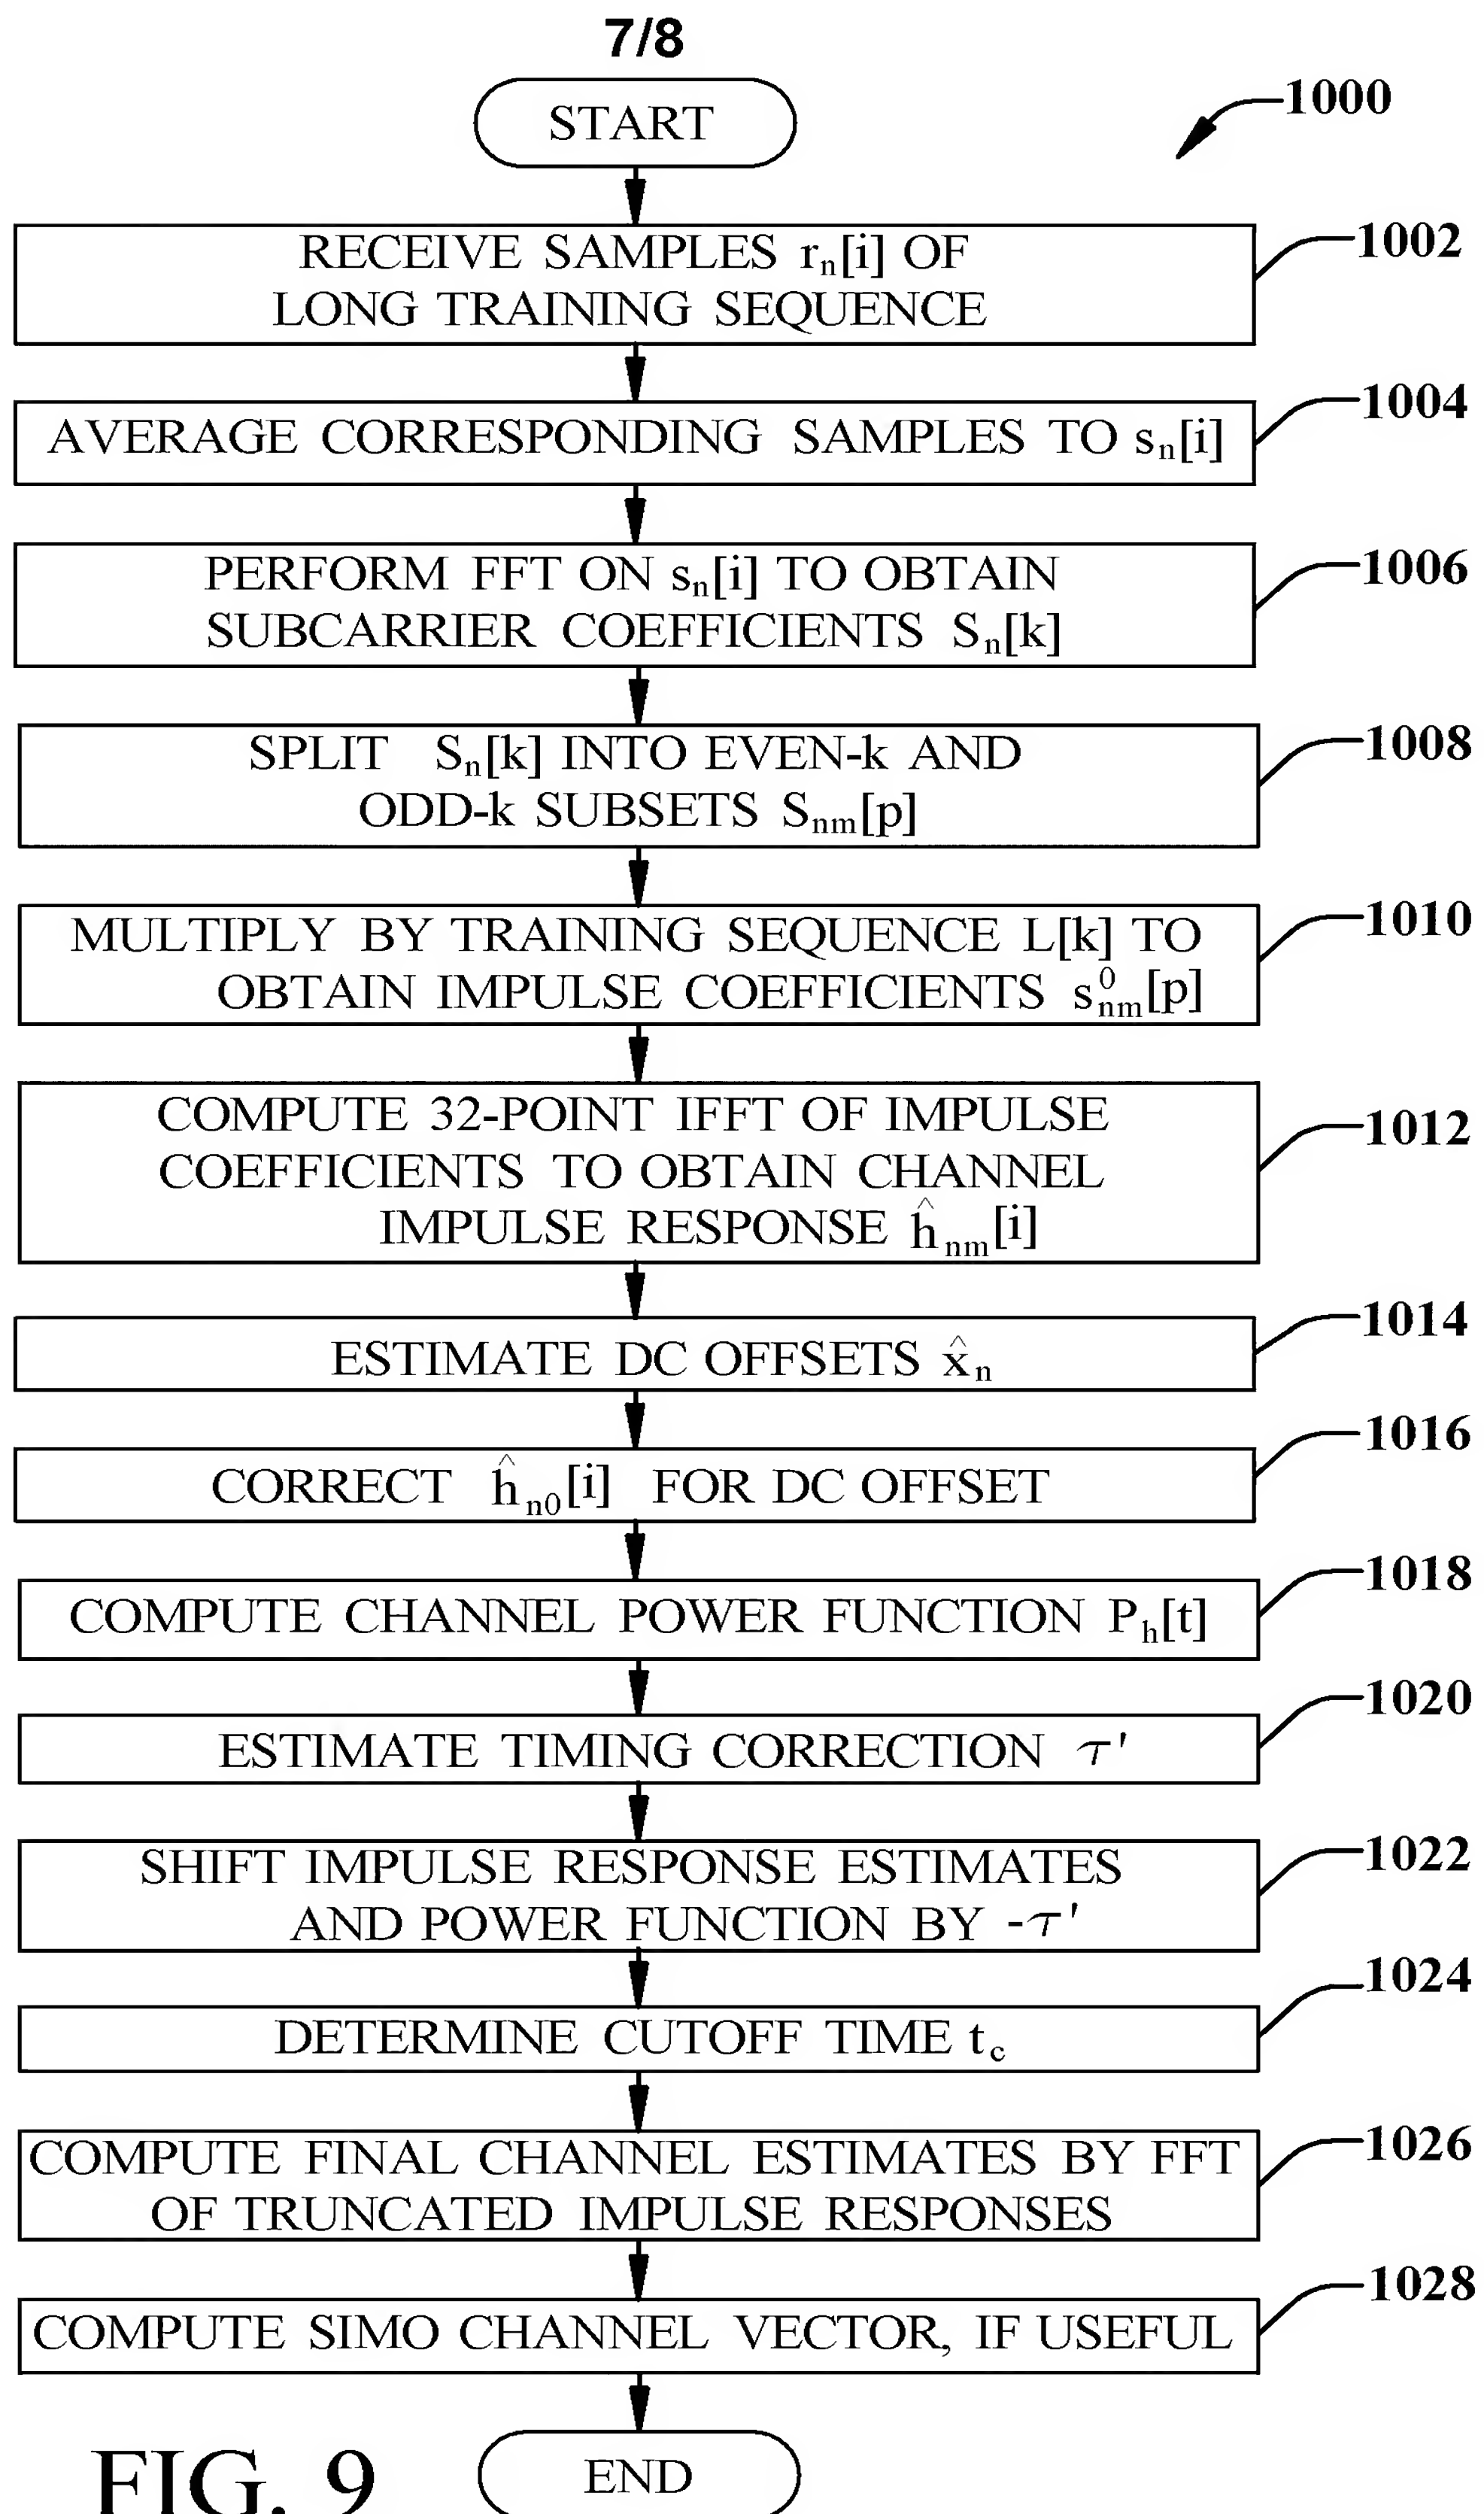 7/8
START
1000
RECEIVE SAMPLES rₙ[i] OF
LONG TRAINING SEQUENCE
1002
AVERAGE CORRESPONDING SAMPLES TO sₙ[i]
1004
PERFORM FFT ON sₙ[i] TO OBTAIN
SUBCARRIER COEFFICIENTS Sₙ[k]
1006
SPLIT Sₙ[k] INTO EVEN-k AND
ODD-k SUBSETS Sₙₘ[p]
1008
MULTIPLY BY TRAINING SEQUENCE L[k] TO
OBTAIN IMPULSE COEFFICIENTS s⁰ₙₘ[p]
1010
COMPUTE 32-POINT IFFT OF IMPULSE
COEFFICIENTS TO OBTAIN CHANNEL
IMPULSE RESPONSE ĥₙₘ[i]
1012
ESTIMATE DC OFFSETS x̂ₙ
1014
CORRECT ĥₙ₀[i] FOR DC OFFSET
1016
COMPUTE CHANNEL POWER FUNCTION Pₕ[t]
1018
ESTIMATE TIMING CORRECTION τ'
1020
SHIFT IMPULSE RESPONSE ESTIMATES
AND POWER FUNCTION BY -τ'
1022
DETERMINE CUTOFF TIME t_c
1024
COMPUTE FINAL CHANNEL ESTIMATES BY FFT
OF TRUNCATED IMPULSE RESPONSES
1026
COMPUTE SIMO CHANNEL VECTOR, IF USEFUL
1028
END
FIG. 9